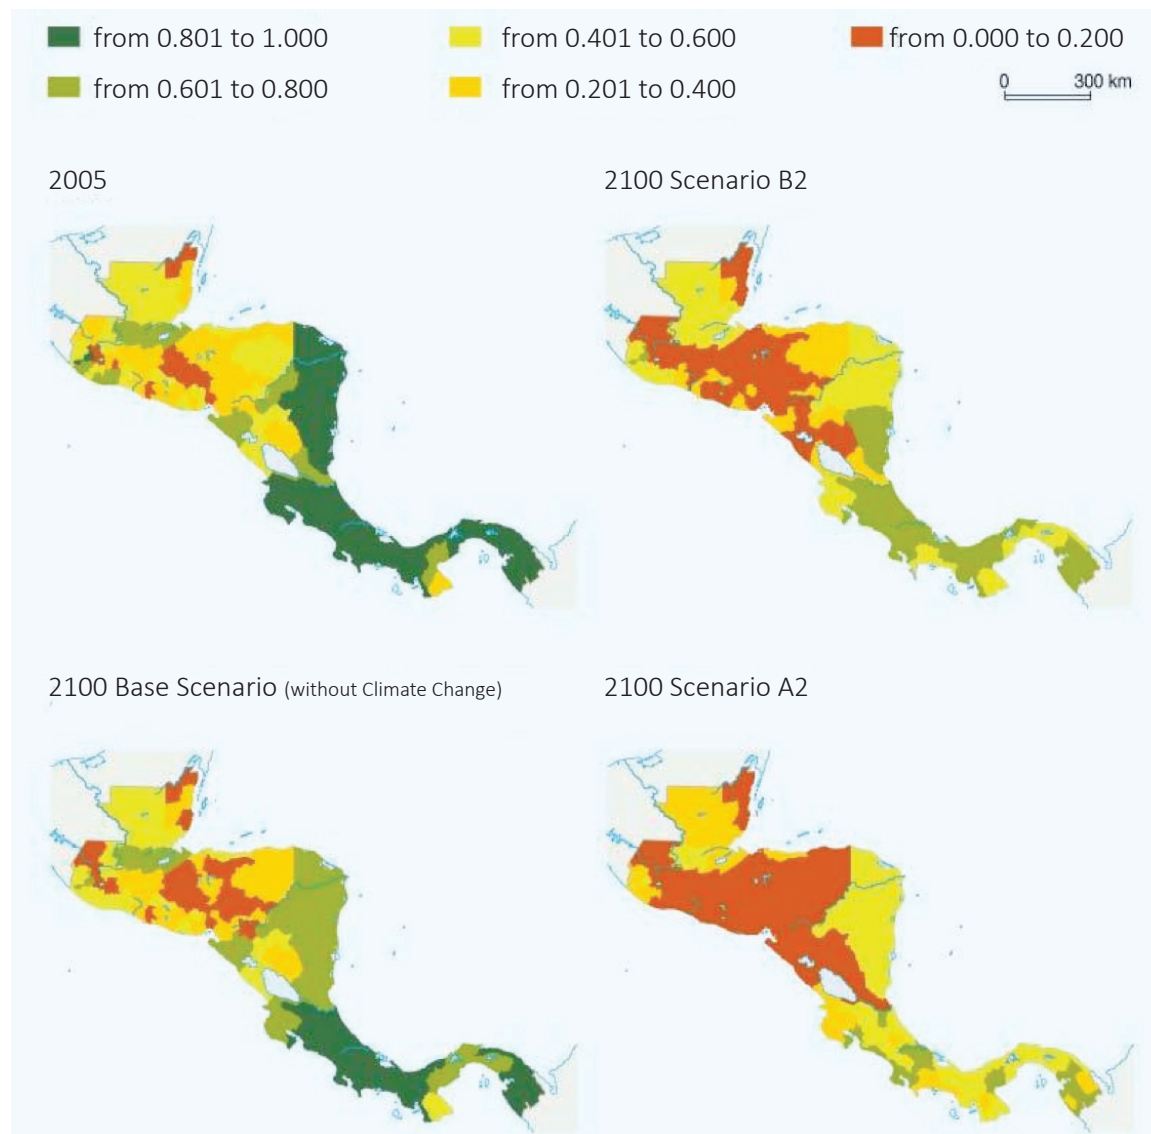 from 0.801 to 1.000
from 0.401 to 0.600
from 0.000 to 0.200
from 0.601 to 0.800
from 0.201 to 0.400
0 300 km
2005
2100 Scenario B2
2100 Base Scenario (without Climate Change)
2100 Scenario A2